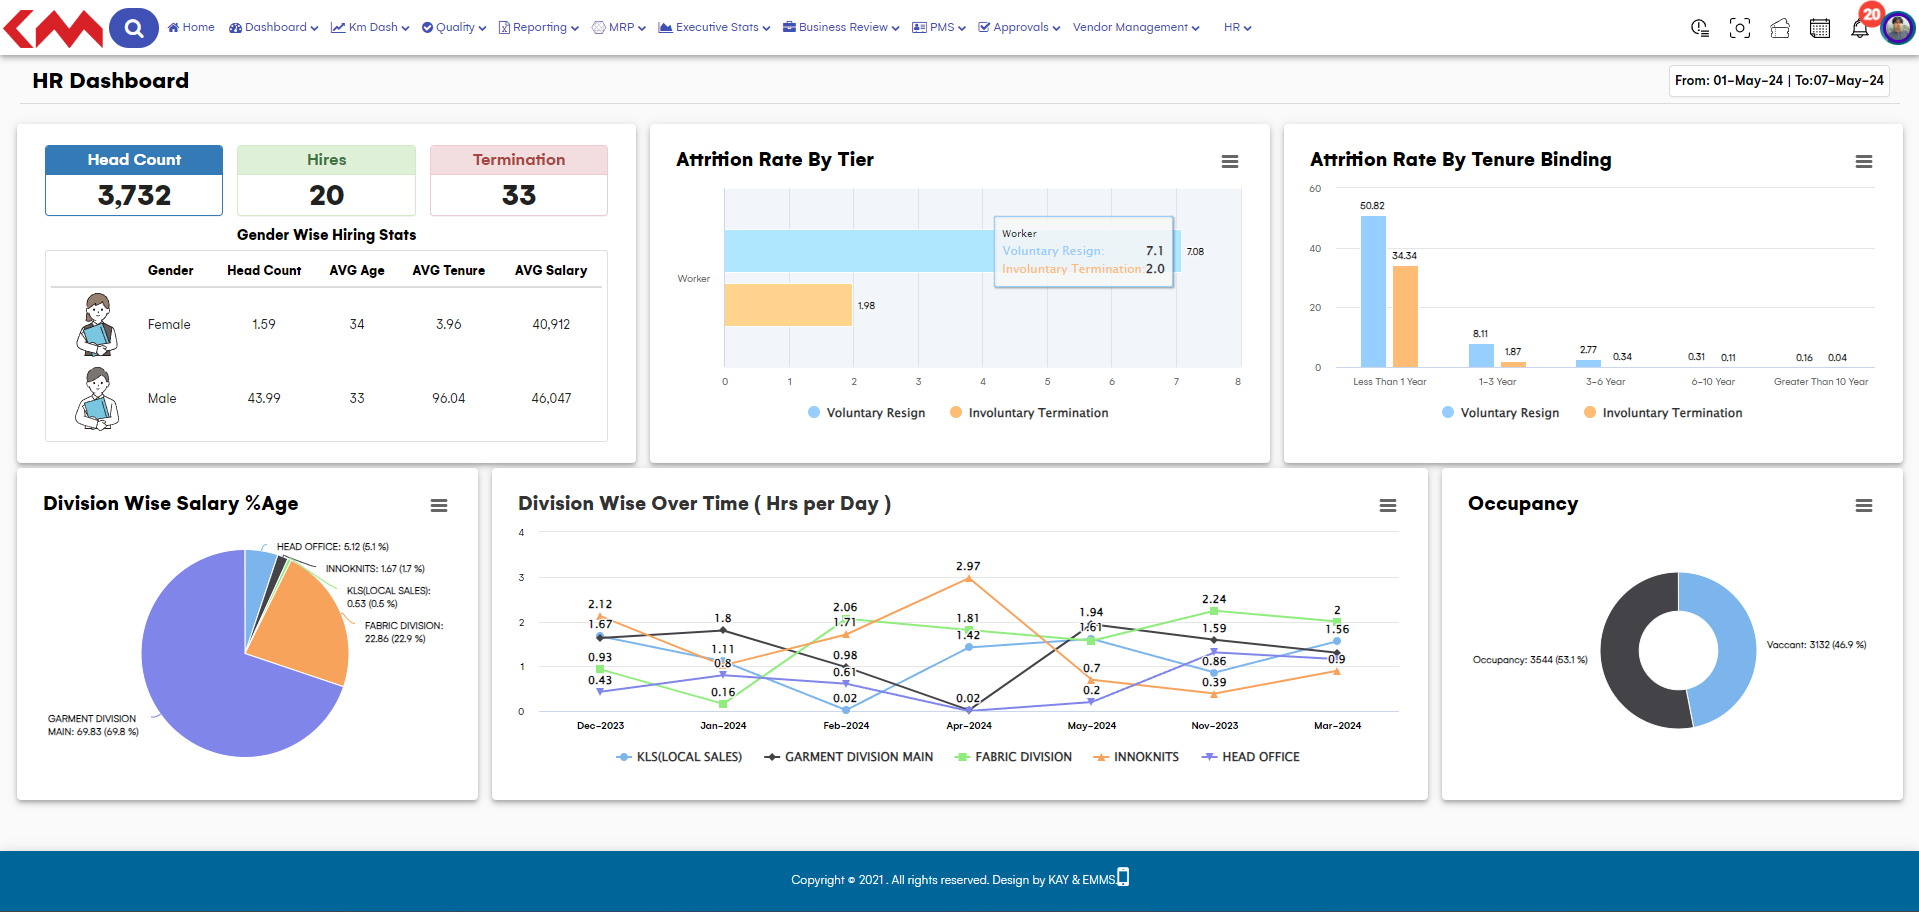 KM
Home Dashboard Km Dash Quality Reporting MRP Executive Stats Business Review PMS Approvals Vendor Management HR
20
HR Dashboard
From: 01-May-24 | To:07-May-24
Head Count
3,732
Hires
20
Termination
33
Gender Wise Hiring Stats
Gender Head Count AVG Age AVG Tenure AVG Salary
Female 1.59 34 3.96 40,912
Male 43.99 33 96.04 46,047
Attrition Rate By Tier
Worker
Voluntary Resign: 7.1
Involuntary Termination: 2.0
7.08
Worker
1.98
0 1 2 3 4 5 6 7 8
Voluntary Resign Involuntary Termination
Attrition Rate By Tenure Binding
60
50.82
40
34.34
20
8.11
1.87
2.77
0.34
0.31
0.11
0.16
0.04
0
Less Than 1 Year 1-3 Year 3-6 Year 6-10 Year Greater Than 10 Year
Voluntary Resign Involuntary Termination
Division Wise Salary %Age
HEAD OFFICE: 5.12 (5.1 %)
INNOKNITS: 1.67 (1.7 %)
KLS(LOCAL SALES):
0.53 (0.5 %)
FABRIC DIVISION:
22.86 (22.9 %)
GARMENT DIVISION
MAIN: 69.83 (69.8 %)
Division Wise Over Time ( Hrs per Day )
4
3
2
1
0
2.12
1.67
0.93
0.43
1.8
1.11
0.8
0.16
2.06
1.71
0.98
0.61
0.02
2.97
1.81
1.42
0.02
1.94
1.61
0.7
0.2
2.24
1.59
0.86
0.39
2
1.56
0.9
Dec-2023 Jan-2024 Feb-2024 Apr-2024 May-2024 Nov-2023 Mar-2024
KLS(LOCAL SALES) GARMENT DIVISION MAIN FABRIC DIVISION INNOKNITS HEAD OFFICE
Occupancy
Vaccant: 3132 (46.9 %)
Occupancy: 3544 (53.1 %)
Copyright © 2021 . All rights reserved. Design by KAY & EMMS.